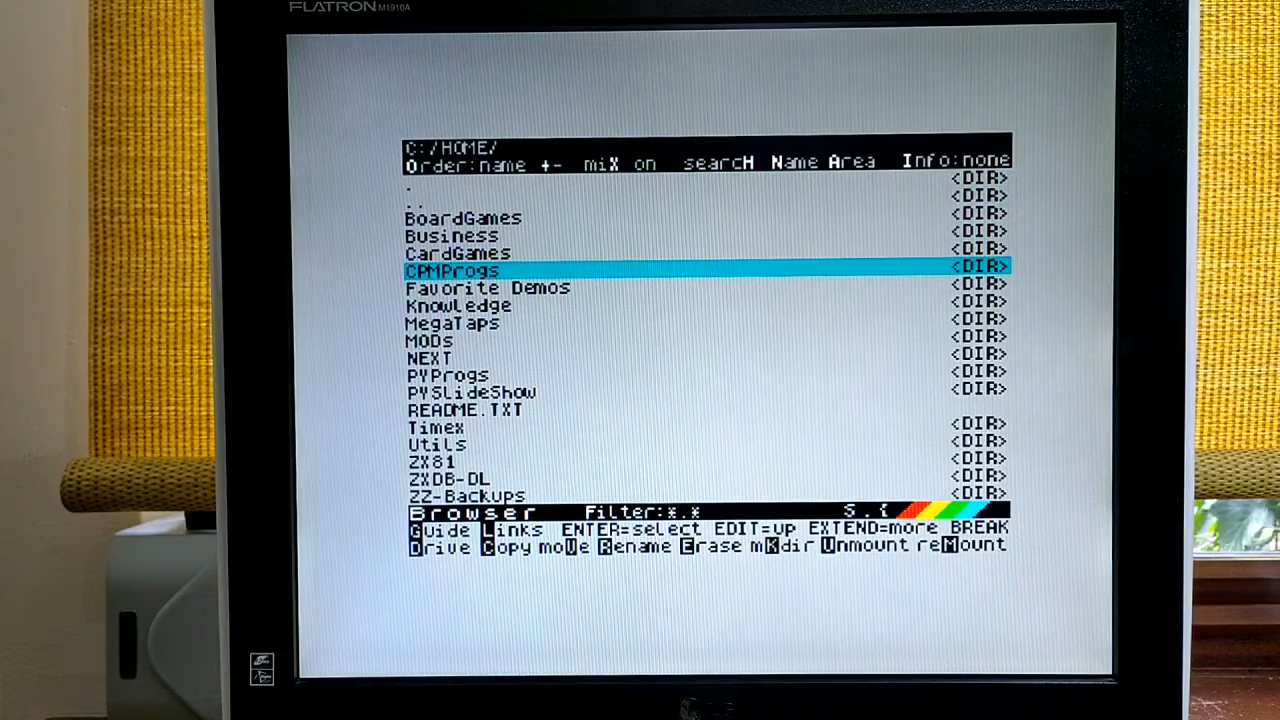 FLATRON M1910A
C:/HOME/
Order:name +- miX on searcH Name Area Info:none
. <DIR>
.. <DIR>
BoardGames <DIR>
Business <DIR>
CardGames <DIR>
CPMProgs <DIR>
Favorite Demos <DIR>
Knowledge <DIR>
MegaTaps <DIR>
MODs <DIR>
NEXT <DIR>
PYProgs <DIR>
PYSlideShow <DIR>
README.TXT
Timex <DIR>
Utils <DIR>
ZX81 <DIR>
ZXDB-DL <DIR>
ZZ-Backups <DIR>
Browser Filter:*.* S.{
Guide Links ENTER=select EDIT=up EXTEND=more BREAK
Drive Copy moVe Rename Erase mKdir Unmount reMount